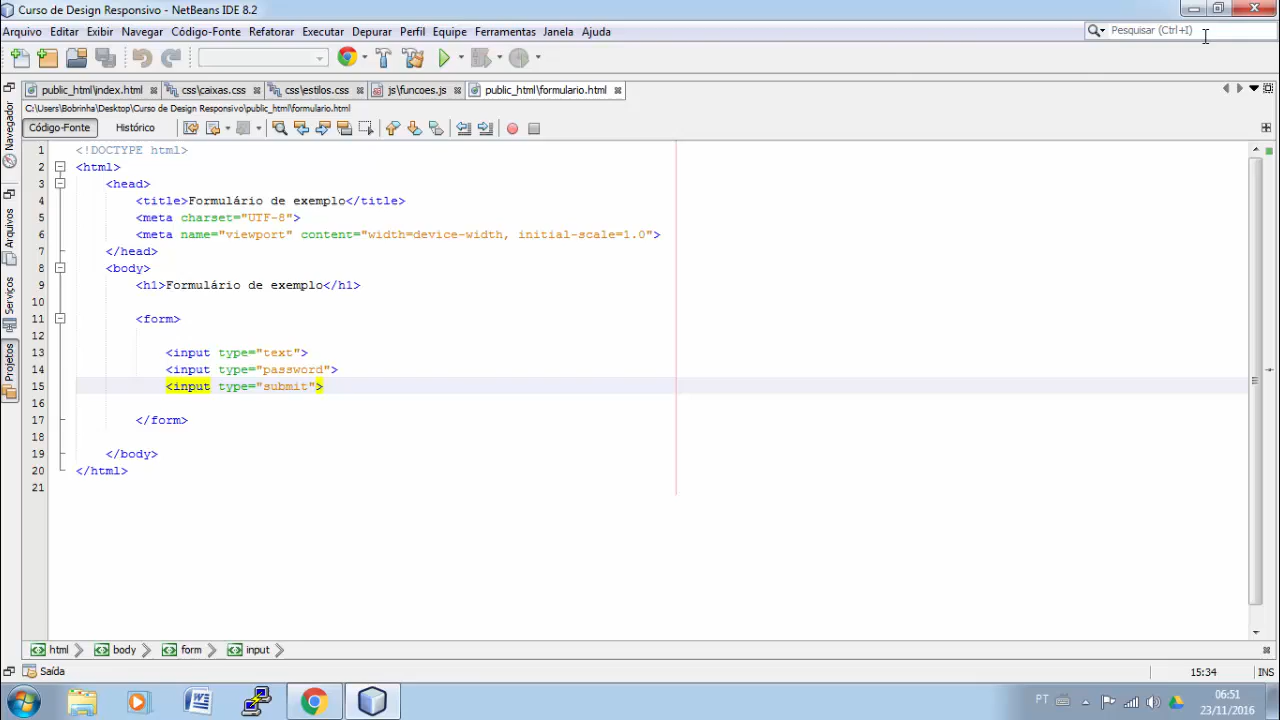 Curso de Design Responsivo - NetBeans IDE 8.2
Arquivo Editar Exibir Navegar Código-Fonte Refatorar Executar Depurar Perfil Equipe Ferramentas Janela Ajuda
Pesquisar (Ctrl+I)
public_html\index.html css\caixas.css css\estilos.css js\funcoes.js public_html\formulario.html
C:\Users\Bobrinha\Desktop\Curso de Design Responsivo\public_html\formulario.html
Código-Fonte Histórico
Navegador
Arquivos
Serviços
Projetos
1 <!DOCTYPE html>
2 <html>
3 <head>
4 <title>Formulário de exemplo</title>
5 <meta charset="UTF-8">
6 <meta name="viewport" content="width=device-width, initial-scale=1.0">
7 </head>
8 <body>
9 <h1>Formulário de exemplo</h1>
10
11 <form>
12
13 <input type="text">
14 <input type="password">
15 <input type="submit">
16
17 </form>
18
19 </body>
20 </html>
21
html body form input
Saída
15:34 INS
PT
06:51
23/11/2016